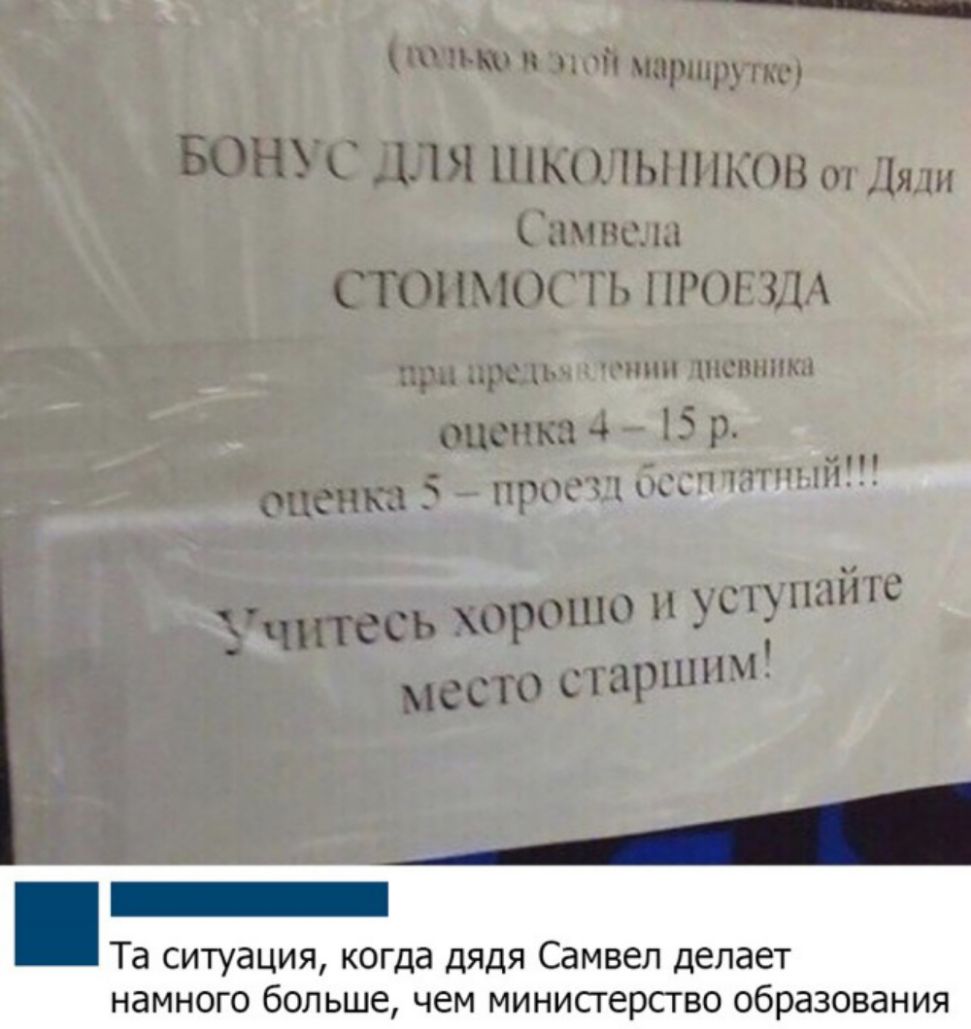 (только в этой маршрутке)
БОНУС ДЛЯ ШКОЛЬНИКОВ от Дяди
Самвела
СТОИМОСТЬ ПРОЕЗДА
при предъявлении дневника
оценка 4 – 15 р.
оценка 5 – проезд бесплатный!!!
Учитесь хорошо и уступайте
место старшим!
Та ситуация, когда дядя Самвел делает
намного больше, чем министерство образования